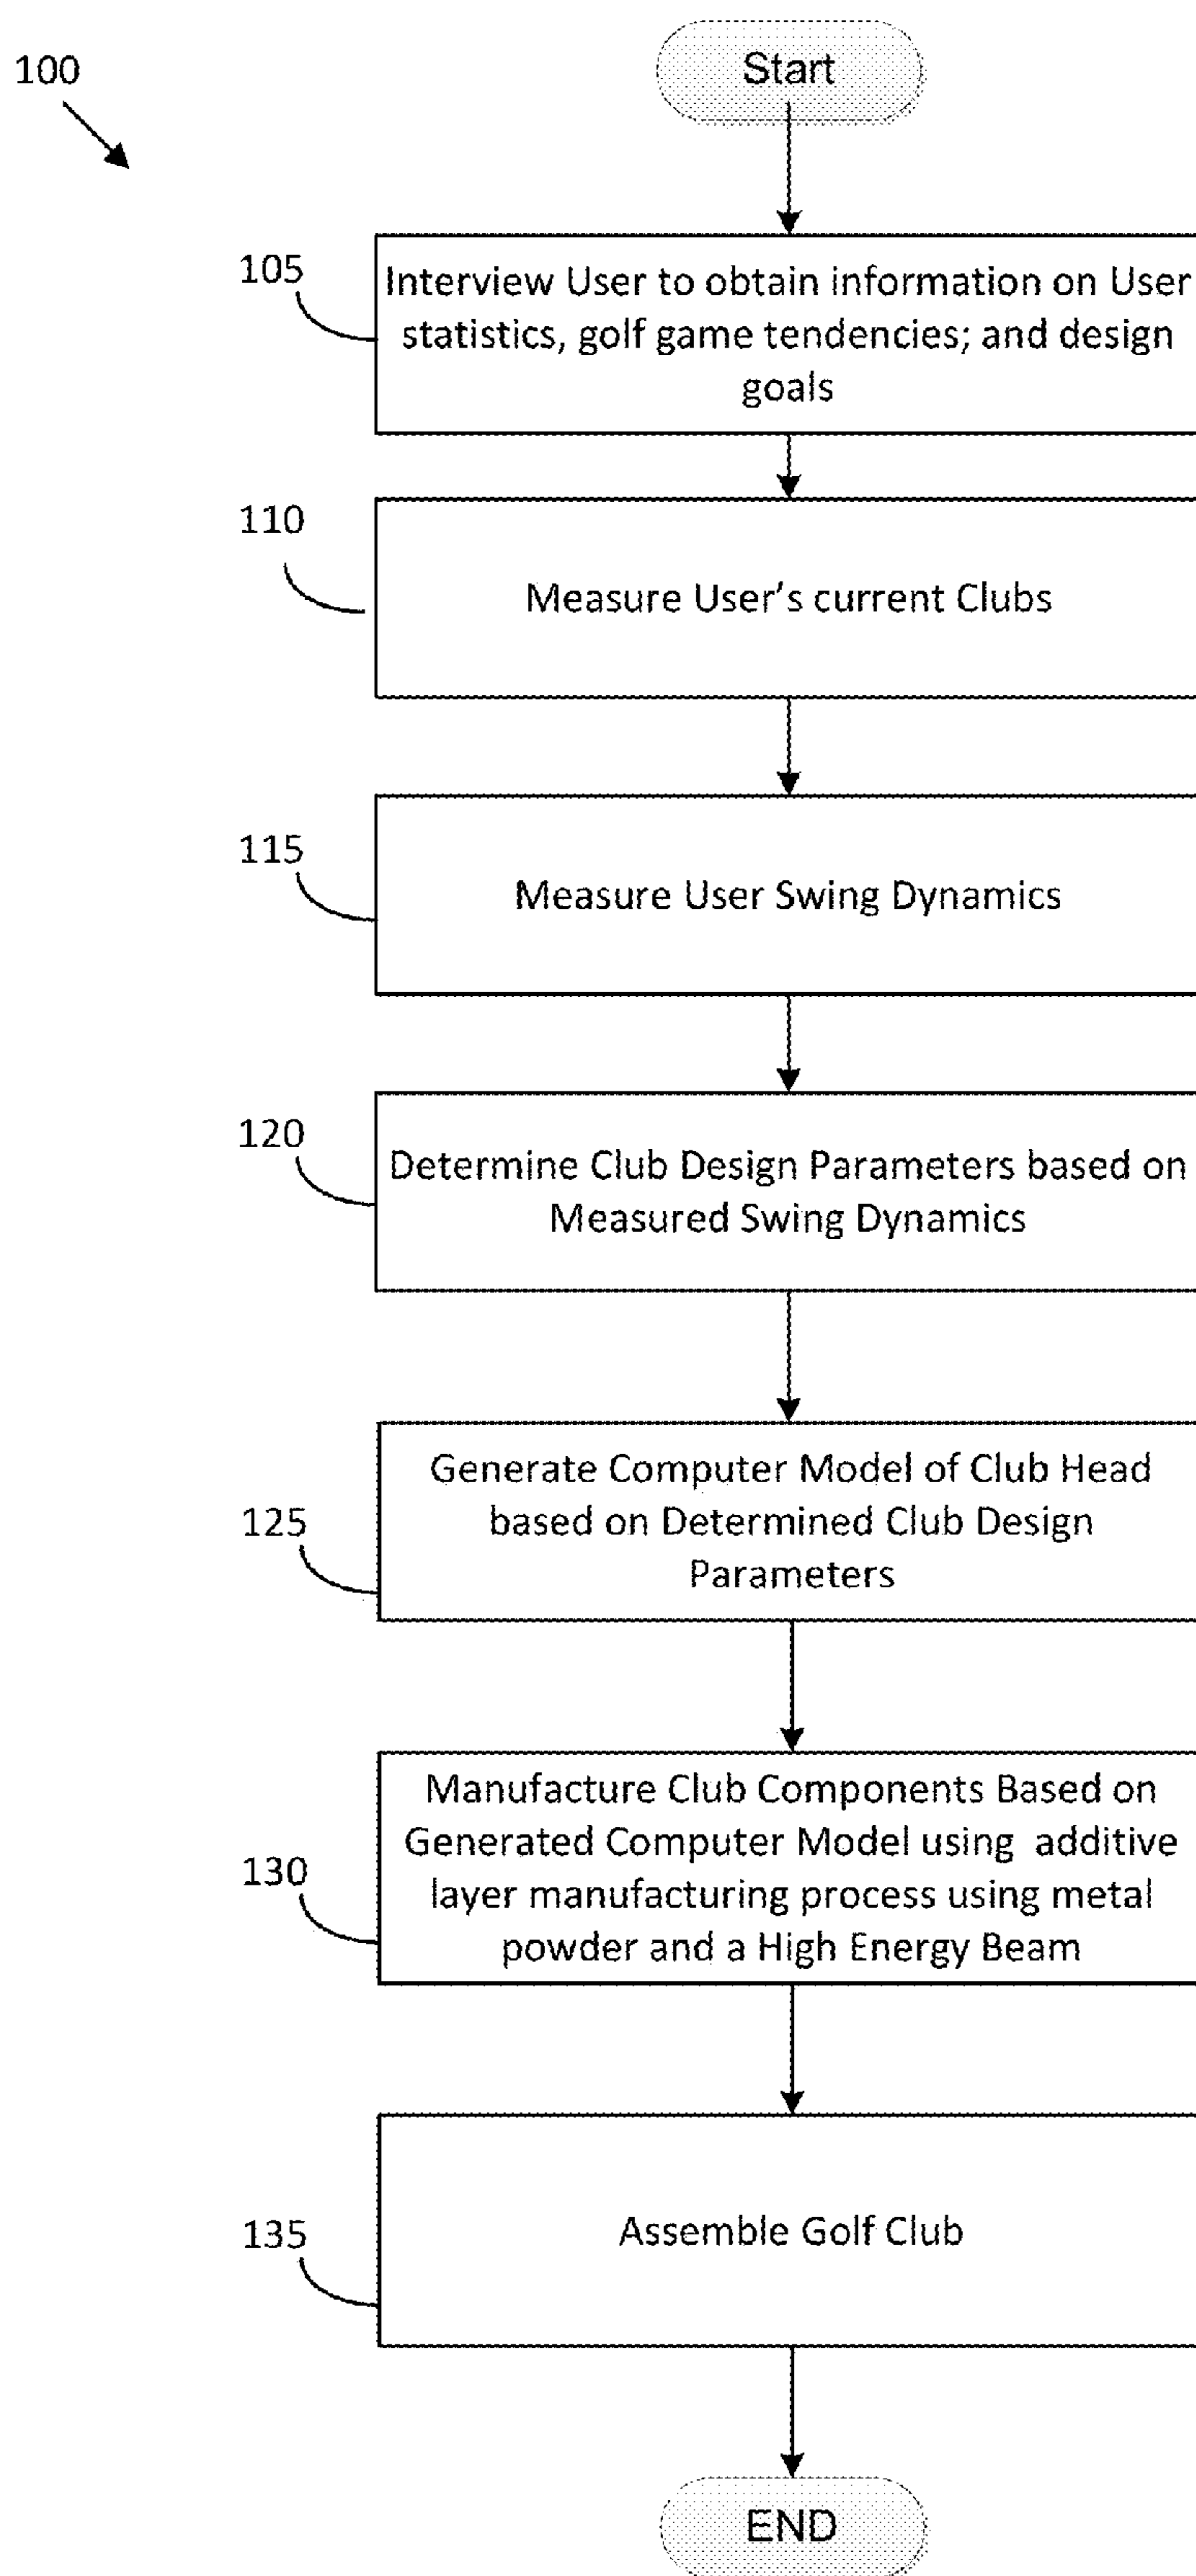 100
Start
105
Interview User to obtain information on User
statistics, golf game tendencies; and design
goals
110
Measure User's current Clubs
115
Measure User Swing Dynamics
120
Determine Club Design Parameters based on
Measured Swing Dynamics
125
Generate Computer Model of Club Head
based on Determined Club Design
Parameters
130
Manufacture Club Components Based on
Generated Computer Model using additive
layer manufacturing process using metal
powder and a High Energy Beam
135
Assemble Golf Club
END